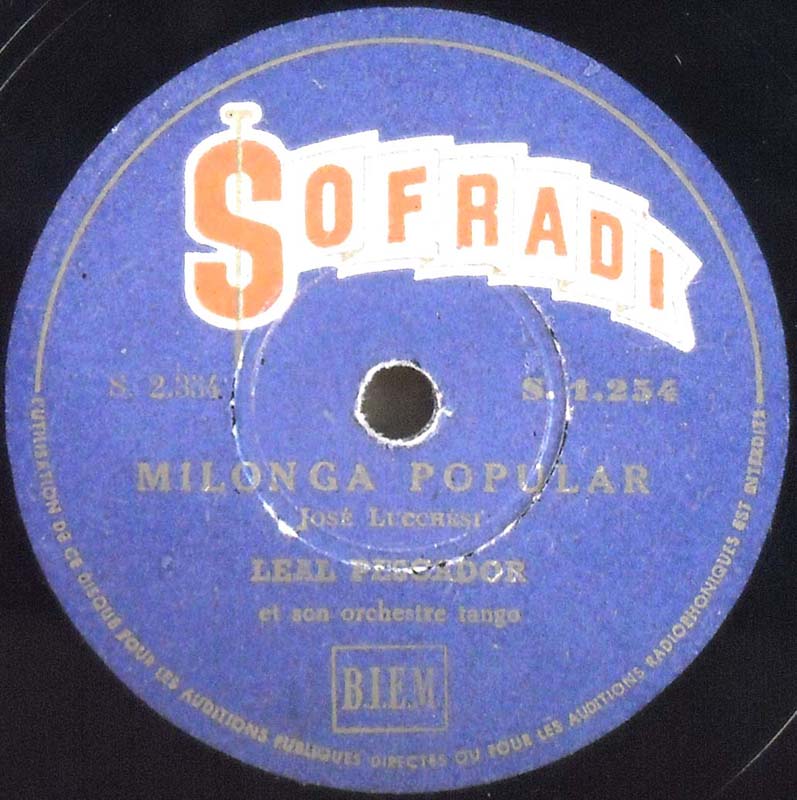 SOFRADI
S. 2.334 S. 1.254
MILONGA POPULAR
JOSÉ LUCCHESI
LEAL PESCADOR
et son orchestre tango
B.I.E.M
L'UTILISATION DE CE DISQUE POUR LES AUDITIONS PUBLIQUES DIRECTES OU POUR LES AUDITIONS RADIOPHONIQUES EST INTERDITE